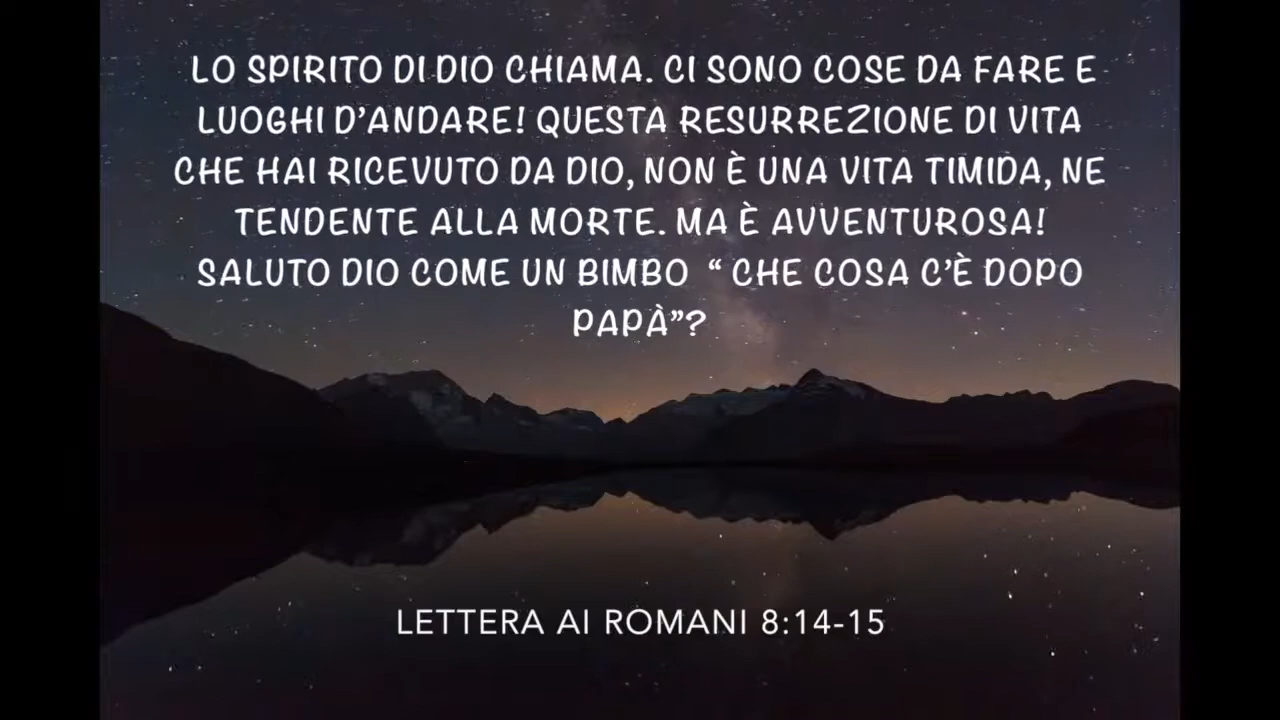 LO SPIRITO DI DIO CHIAMA. CI SONO COSE DA FARE E
LUOGHI D’ANDARE! QUESTA RESURREZIONE DI VITA
CHE HAI RICEVUTO DA DIO, NON È UNA VITA TIMIDA, NE
TENDENTE ALLA MORTE. MA È AVVENTUROSA!
SALUTO DIO COME UN BIMBO “ CHE COSA C’È DOPO
PAPÀ”?
LETTERA AI ROMANI 8:14-15